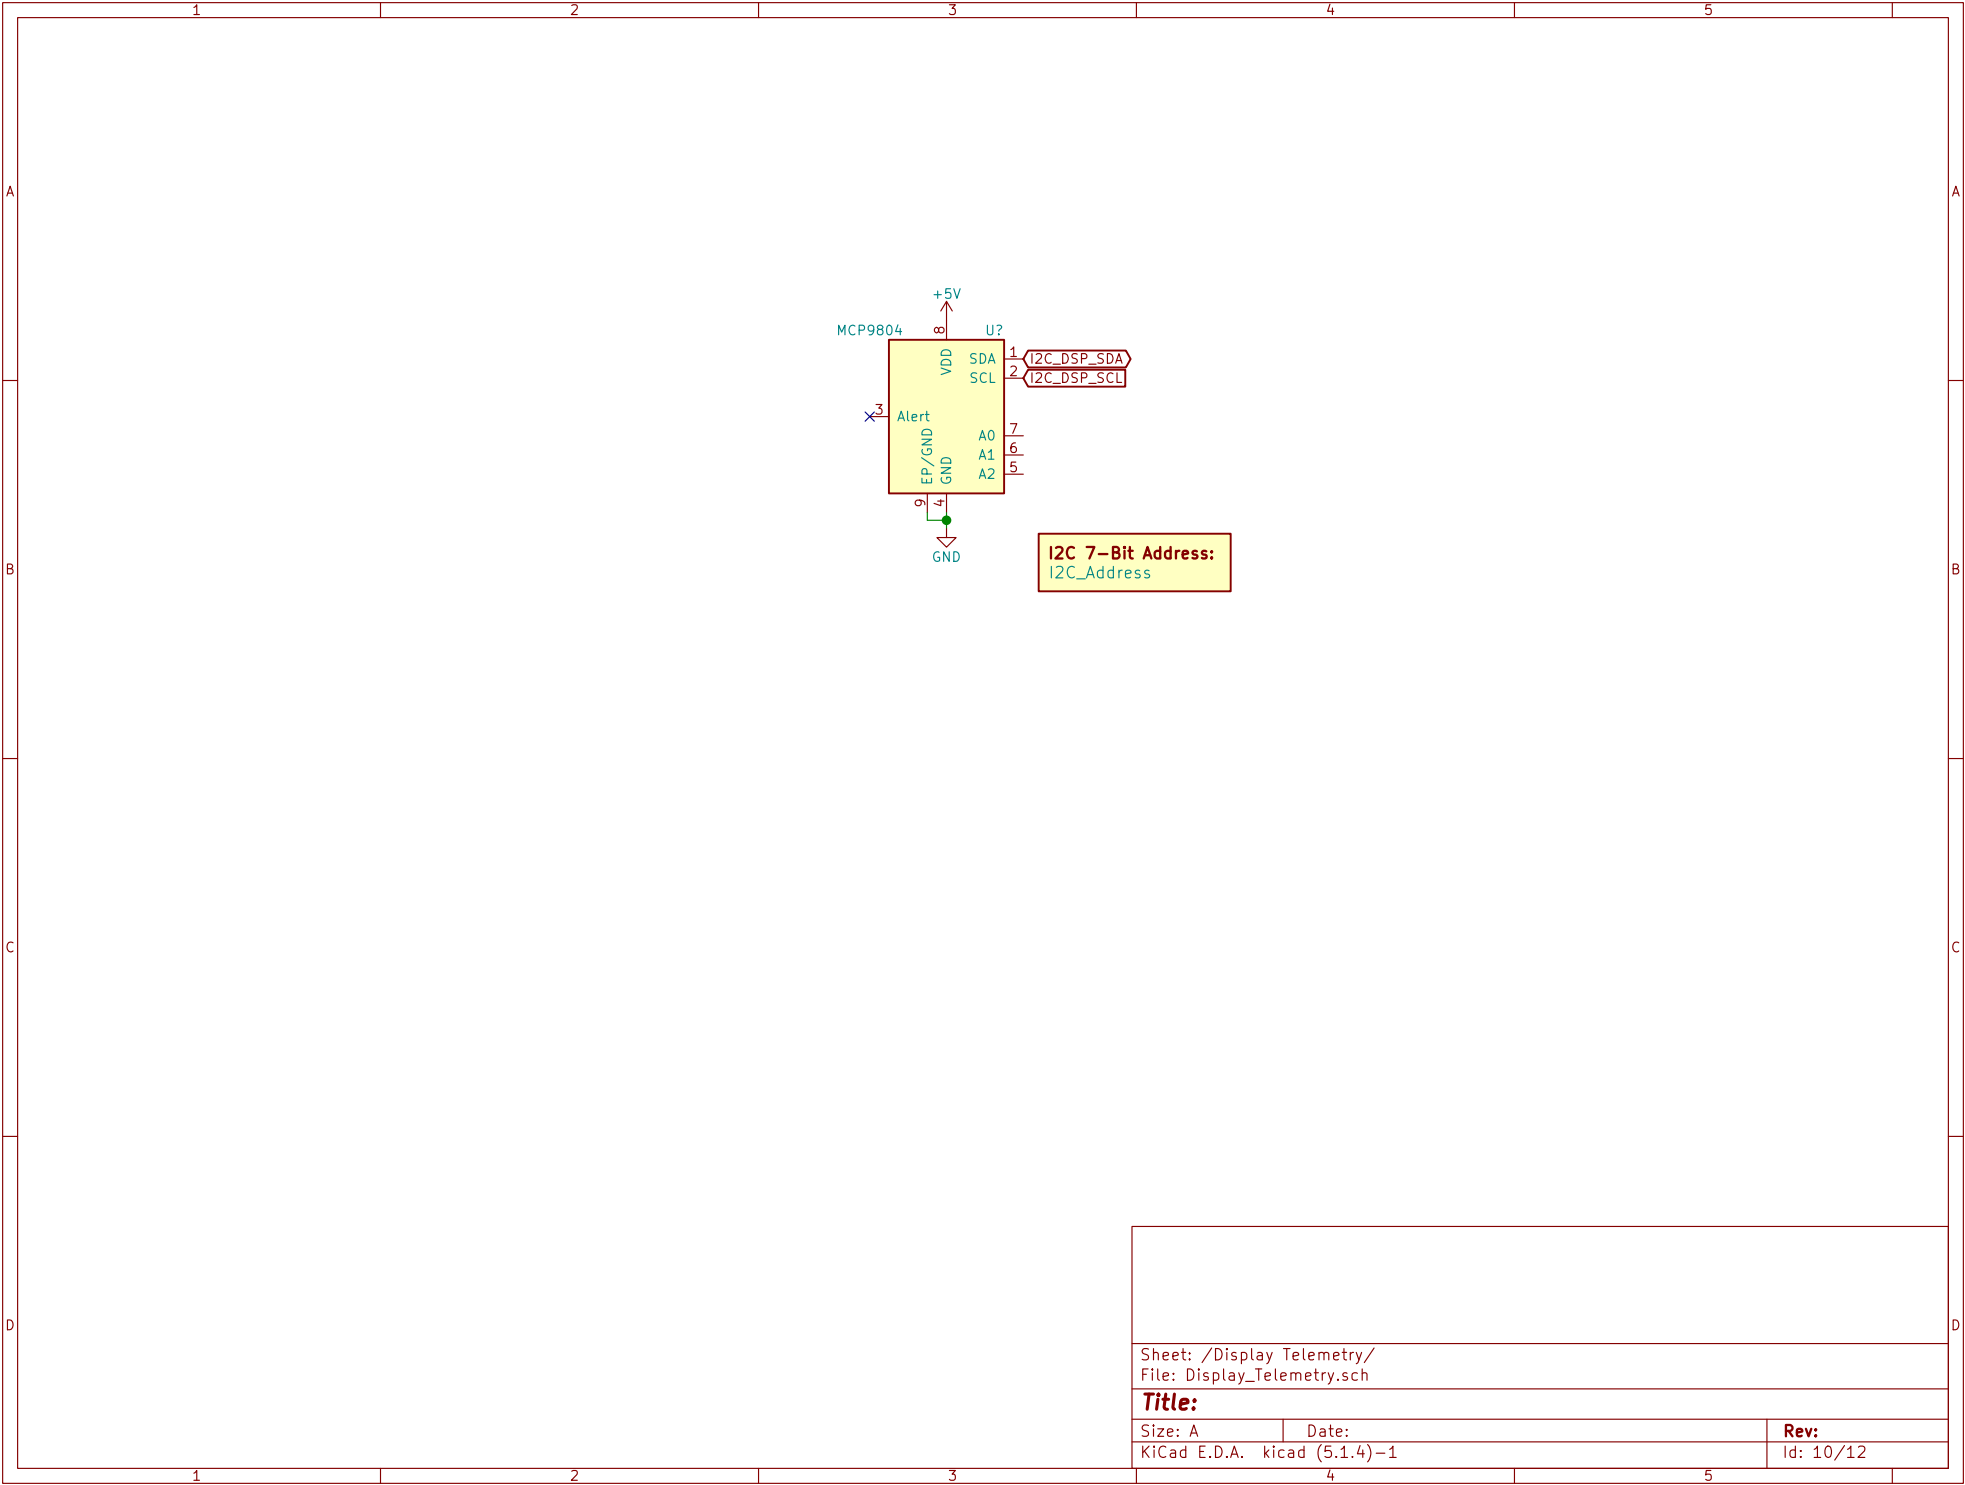 1 2 3 4 5
A A
+5V
MCP9804 U?
8
VDD
SDA 1 I2C_DSP_SDA
SCL 2 I2C_DSP_SCL
3 Alert
A0 7
A1 6
A2 5
EP/GND
GND
9 4
GND
I2C 7-Bit Address:
I2C_Address
B B
C C
D D
Sheet: /Display Telemetry/
File: Display_Telemetry.sch
Title:
Size: A Date: Rev:
KiCad E.D.A. kicad (5.1.4)-1 Id: 10/12
1 2 3 4 5